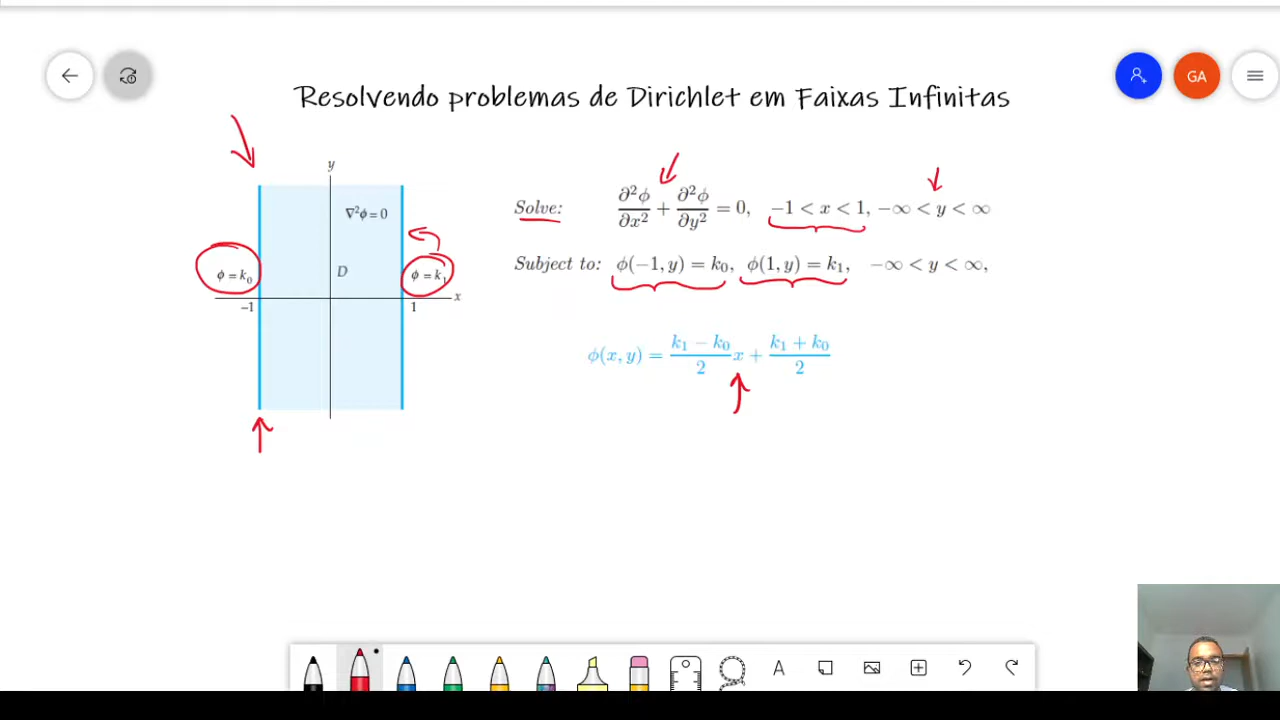 GA
Resolvendo problemas de Dirichlet em Faixas Infinitas
y
∇²ϕ = 0
ϕ = k₀
D
ϕ = k₁
−1
1
x
Solve: ∂²ϕ/∂x² + ∂²ϕ/∂y² = 0, −1 < x < 1, −∞ < y < ∞
Subject to: ϕ(−1, y) = k₀, ϕ(1, y) = k₁, −∞ < y < ∞,
ϕ(x, y) = (k₁ − k₀)/2 x + (k₁ + k₀)/2
A